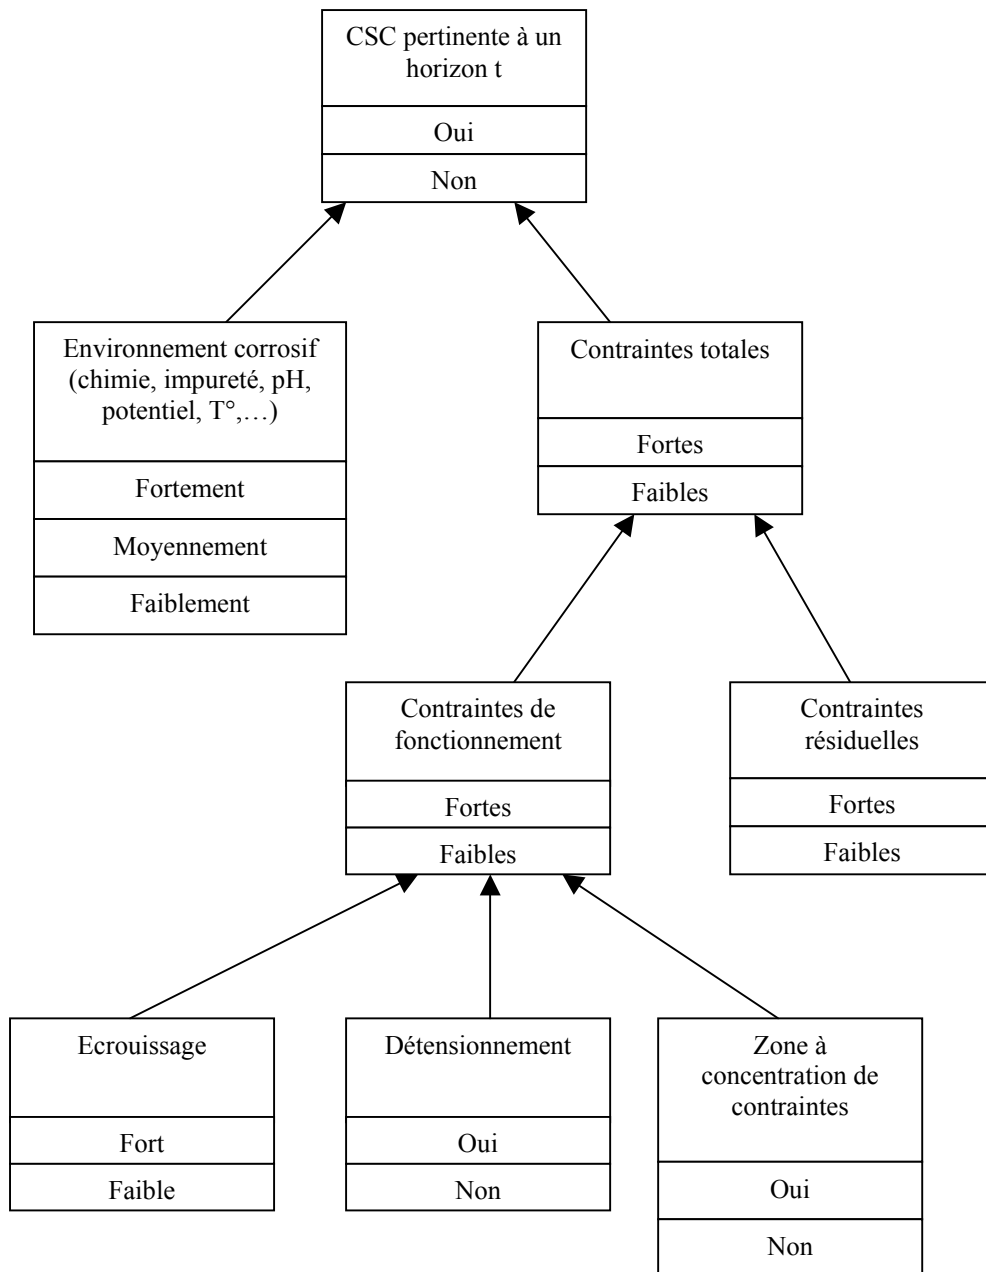 CSC pertinente à un
horizon t
Oui
Non
Environnement corrosif
(chimie, impureté, pH,
potentiel, T°,…)
Fortement
Moyennement
Faiblement
Contraintes totales
Fortes
Faibles
Contraintes de
fonctionnement
Fortes
Faibles
Contraintes
résiduelles
Fortes
Faibles
Ecrouissage
Fort
Faible
Détensionnement
Oui
Non
Zone à
concentration de
contraintes
Oui
Non